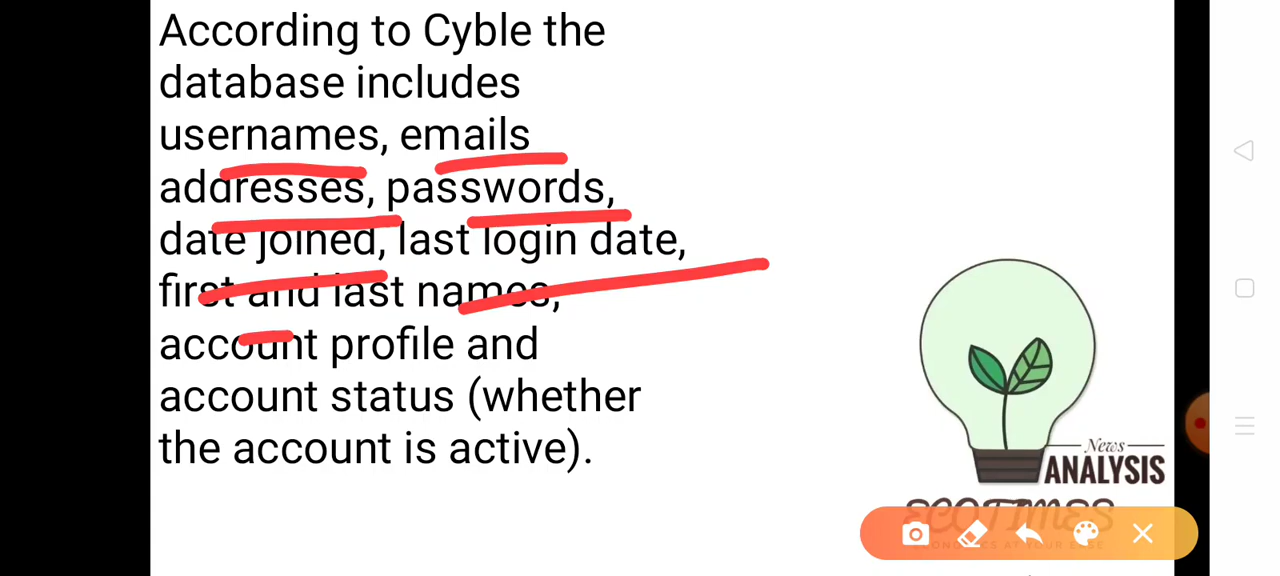 According to Cyble the
database includes
usernames, emails
addresses, passwords,
date joined, last login date,
first and last names,
account profile and
account status (whether
the account is active).
News
ANALYSIS
ECOTIMES